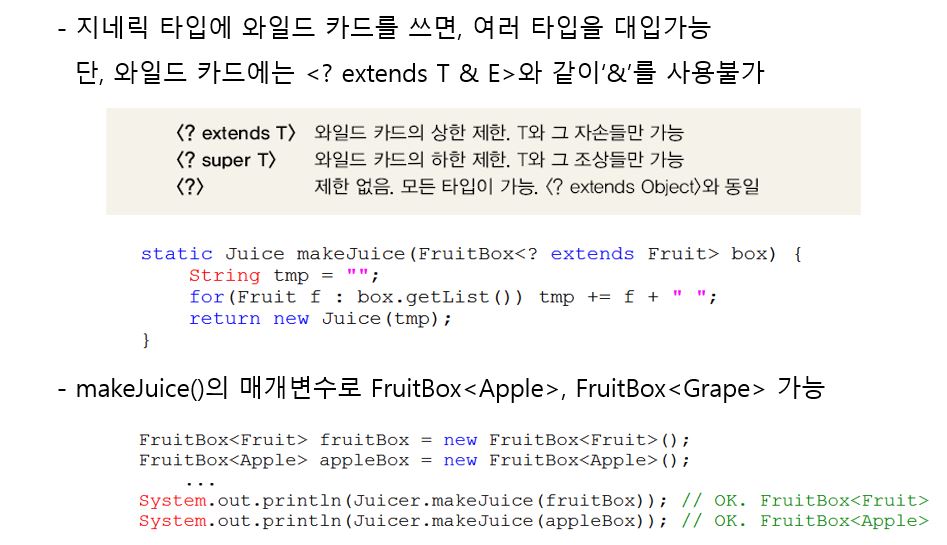 - 지네릭 타입에 와일드 카드를 쓰면, 여러 타입을 대입가능
단, 와일드 카드에는 <? extends T & E>와 같이‘&’를 사용불가
〈? extends T〉 와일드 카드의 상한 제한. T와 그 자손들만 가능
〈? super T〉 와일드 카드의 하한 제한. T와 그 조상들만 가능
〈?〉 제한 없음. 모든 타입이 가능. 〈? extends Object〉와 동일
static Juice makeJuice(FruitBox<? extends Fruit> box) {
String tmp = "";
for(Fruit f : box.getList()) tmp += f + " ";
return new Juice(tmp);
}
- makeJuice()의 매개변수로 FruitBox<Apple>, FruitBox<Grape> 가능
FruitBox<Fruit> fruitBox = new FruitBox<Fruit>();
FruitBox<Apple> appleBox = new FruitBox<Apple>();
...
System.out.println(Juicer.makeJuice(fruitBox)); // OK. FruitBox<Fruit>
System.out.println(Juicer.makeJuice(appleBox)); // OK. FruitBox<Apple>